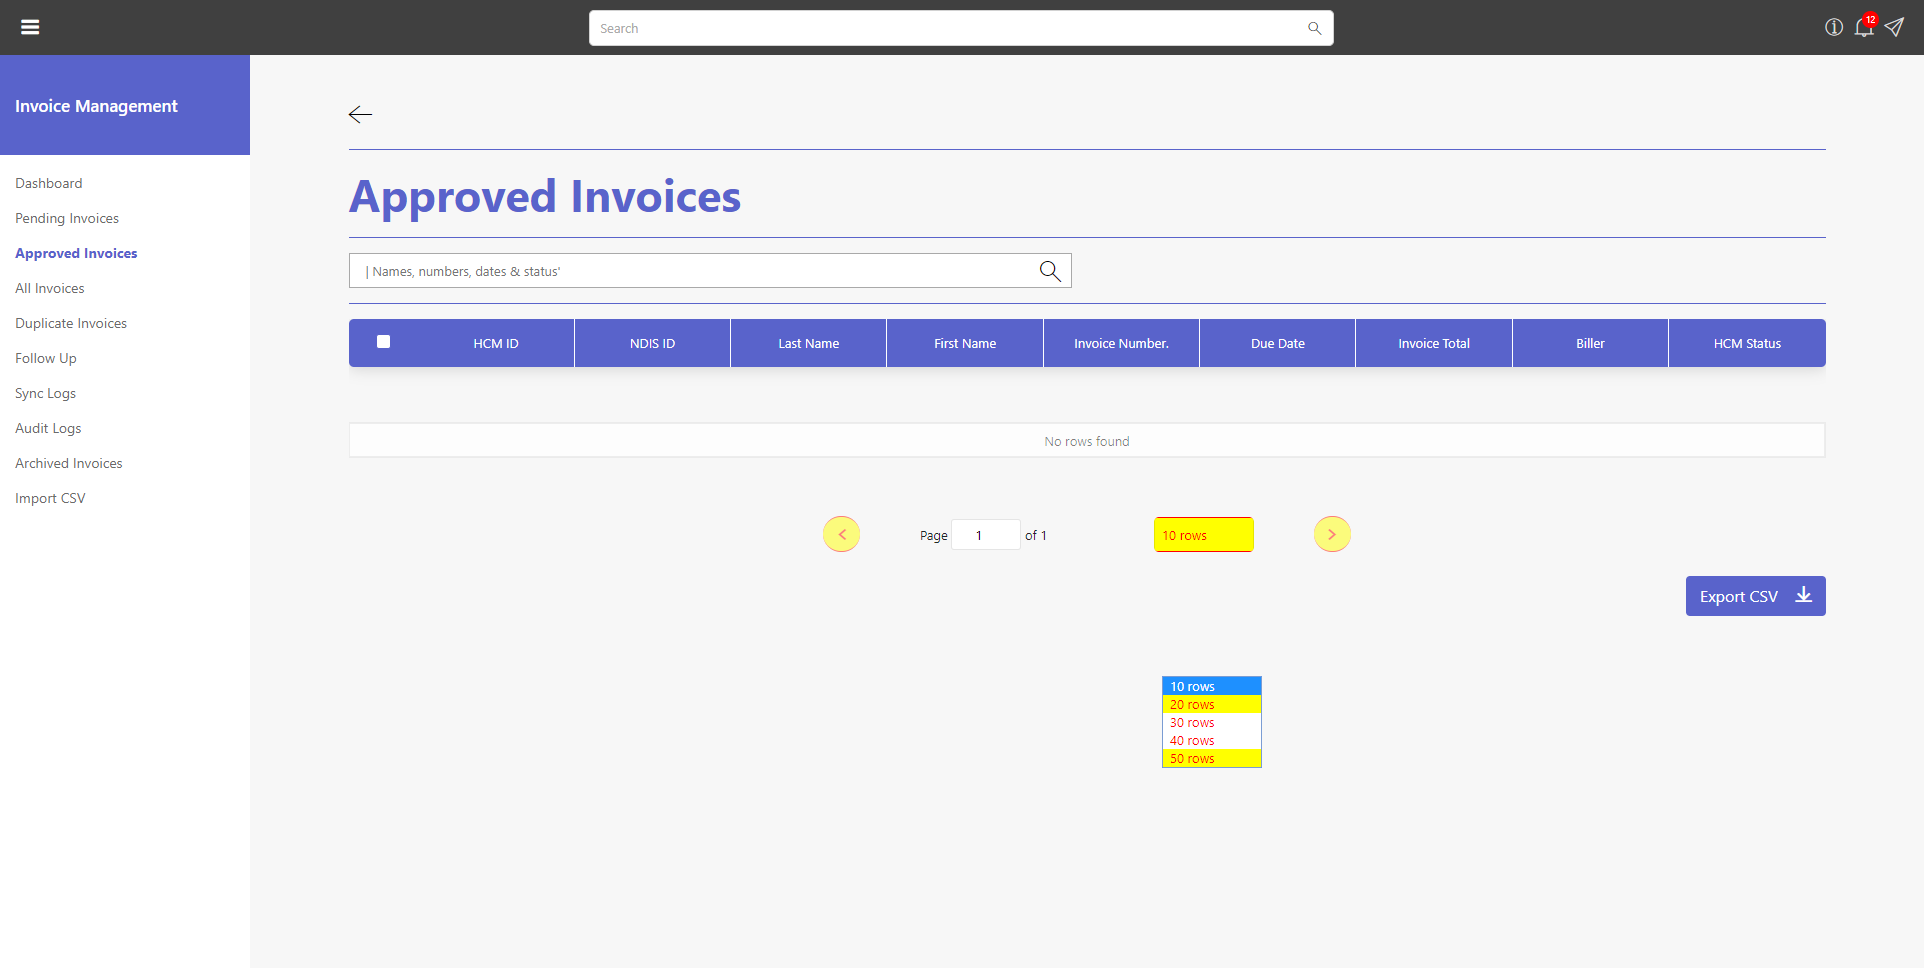 Search
12
Invoice Management
Dashboard
Pending Invoices
Approved Invoices
All Invoices
Duplicate Invoices
Follow Up
Sync Logs
Audit Logs
Archived Invoices
Import CSV
Approved Invoices
| Names, numbers, dates & status'
HCM ID NDIS ID Last Name First Name Invoice Number. Due Date Invoice Total Biller HCM Status
No rows found
< Page 1 of 1 10 rows >
Export CSV
10 rows
20 rows
30 rows
40 rows
50 rows